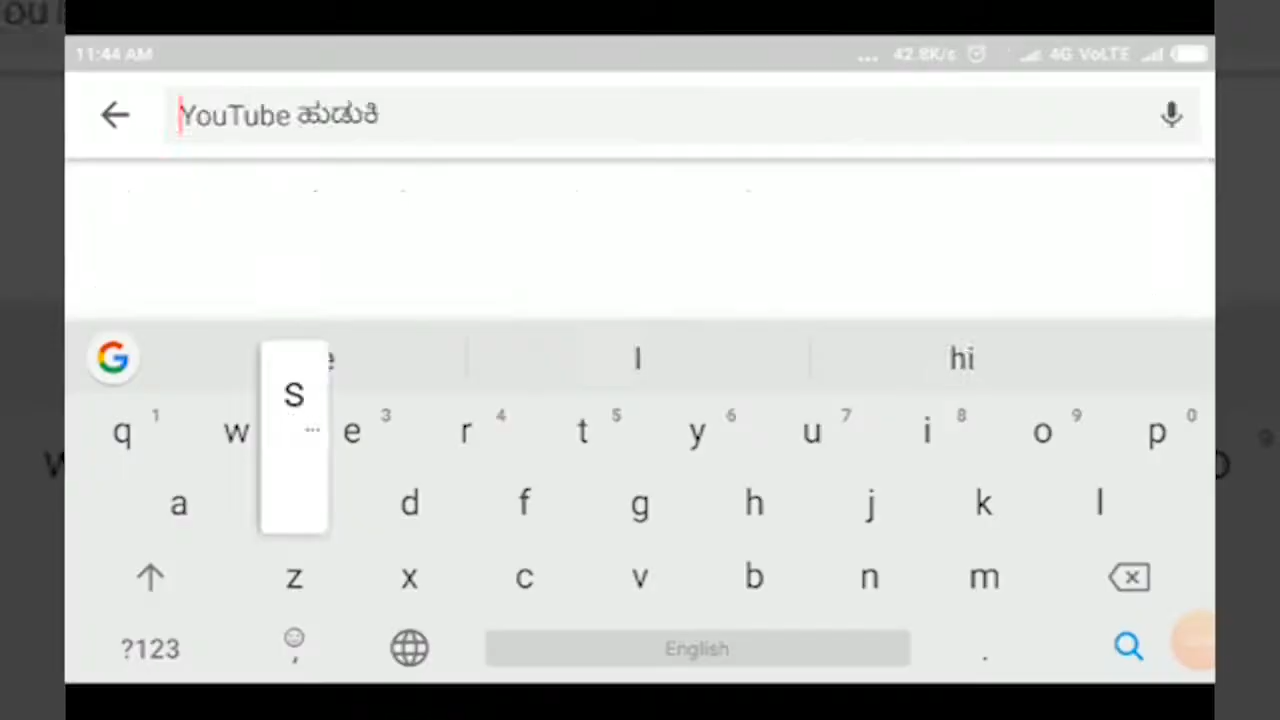 11:44 AM ... 42.8K/s 4G VoLTE
YouTube ಹುಡುಕಿ
I hi
q 1 w e 3 r 4 t 5 y 6 u 7 i 8 o 9 p 0
S ...
a d f g h j k l
z x c v b n m
?123 , English .